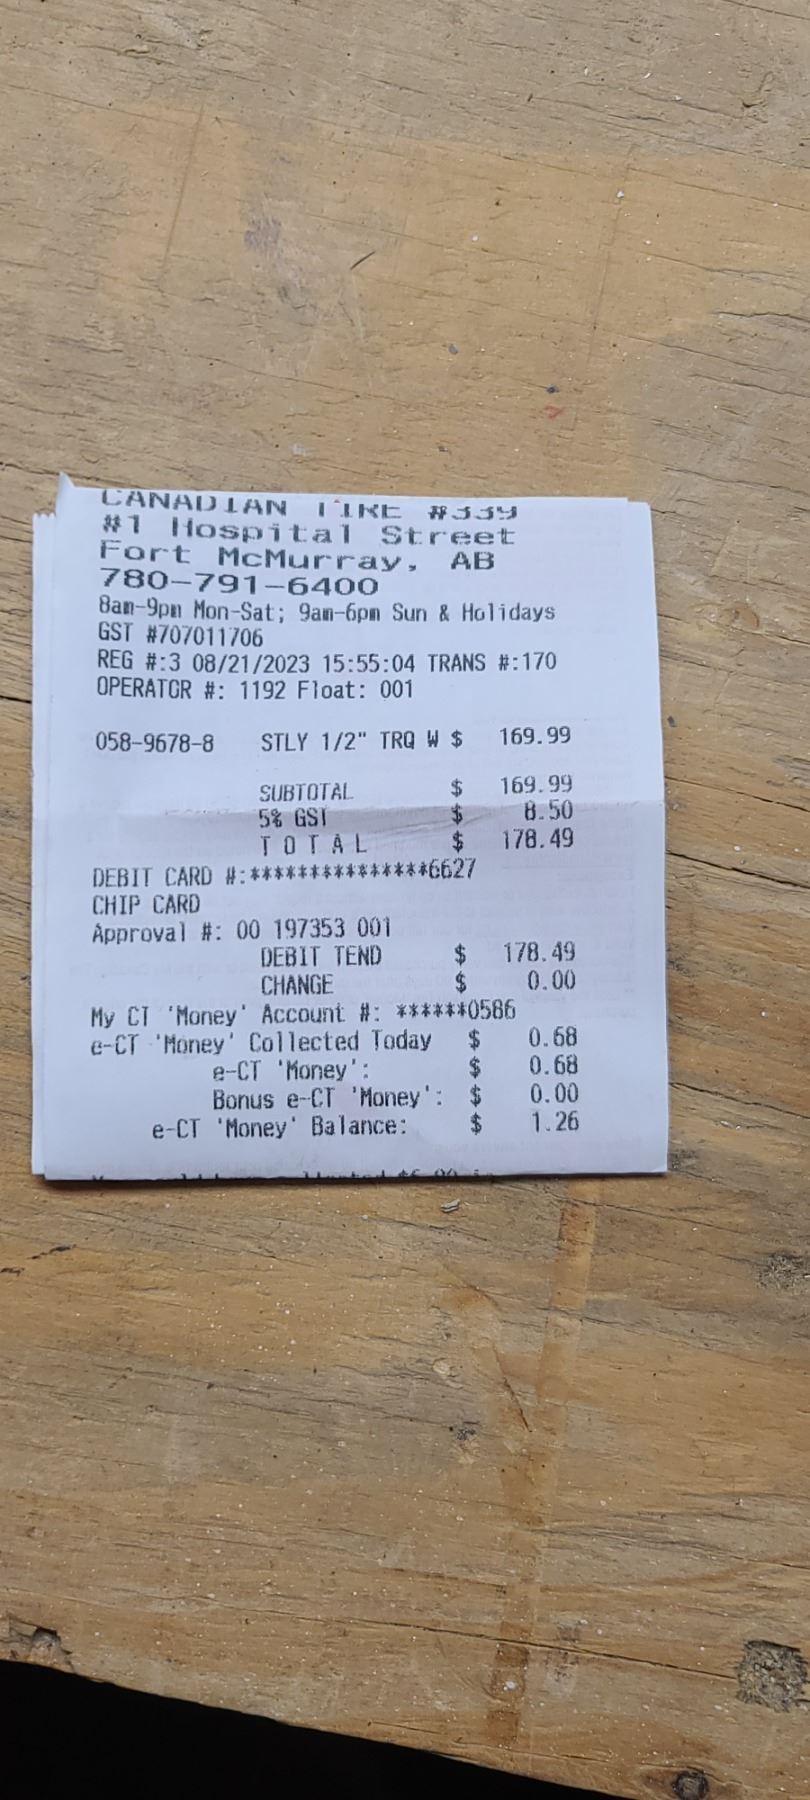 CANADIAN TIRE #339
#1 Hospital Street
Fort McMurray, AB
780-791-6400
8am-9pm Mon-Sat; 9am-6pm Sun & Holidays
GST #707011706
REG #:3 08/21/2023 15:55:04 TRANS #:170
OPERATOR #: 1192 Float: 001
058-9678-8 STLY 1/2" TRQ W $ 169.99
SUBTOTAL $ 169.99
5% GST $ 8.50
T O T A L $ 178.49
DEBIT CARD #:***************6627
CHIP CARD
Approval #: 00 197353 001
DEBIT TEND $ 178.49
CHANGE $ 0.00
My CT 'Money' Account #: ******0586
e-CT 'Money' Collected Today $ 0.68
e-CT 'Money': $ 0.68
Bonus e-CT 'Money': $ 0.00
e-CT 'Money' Balance: $ 1.26